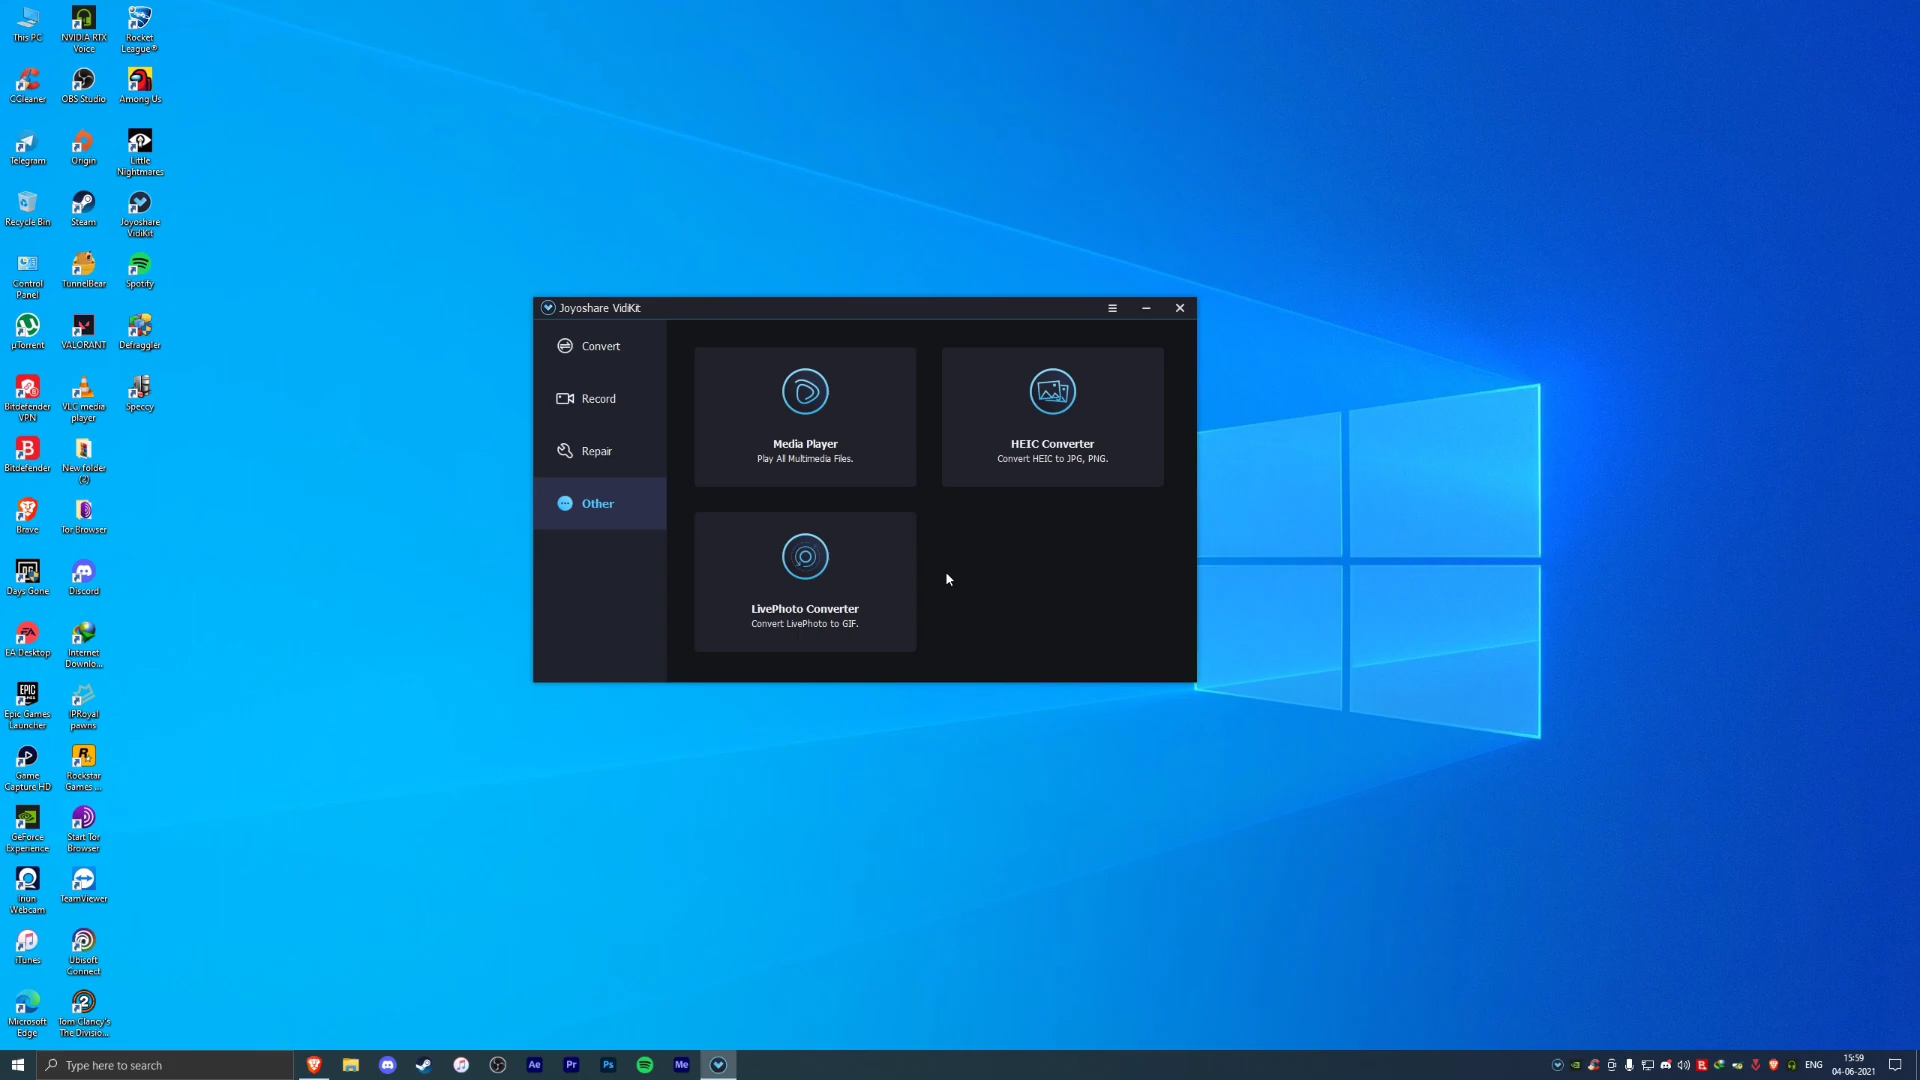 This PC
NVIDIA RTX
Voice
Rocket
League®
CCleaner
OBS Studio
Among Us
Telegram
Origin
Little
Nightmares
Recycle Bin
Steam
Joyoshare
VidiKit
Control
Panel
TunnelBear
Spotify
µTorrent
VALORANT
Defraggler
Bitdefender
VPN
VLC media
player
Speccy
Bitdefender
New folder
(2)
Brave
Tor Browser
Days Gone
Discord
EA Desktop
Internet
Downlo...
EPIC
GAMES
Epic Games
Launcher
IPRoyal
pawns
Game
Capture HD
Rockstar
Games ...
GeForce
Experience
Start Tor
Browser
Iriun
Webcam
TeamViewer
iTunes
Ubisoft
Connect
Microsoft
Edge
Tom Clancy's
The Divisio...
Joyoshare VidiKit
Convert
Record
Repair
Other
Media Player
Play All Multimedia Files.
HEIC Converter
Convert HEIC to JPG, PNG.
LivePhoto Converter
Convert LivePhoto to GIF.
Type here to search
Ae
Pr
Ps
Me
ENG
15:59
04-06-2021